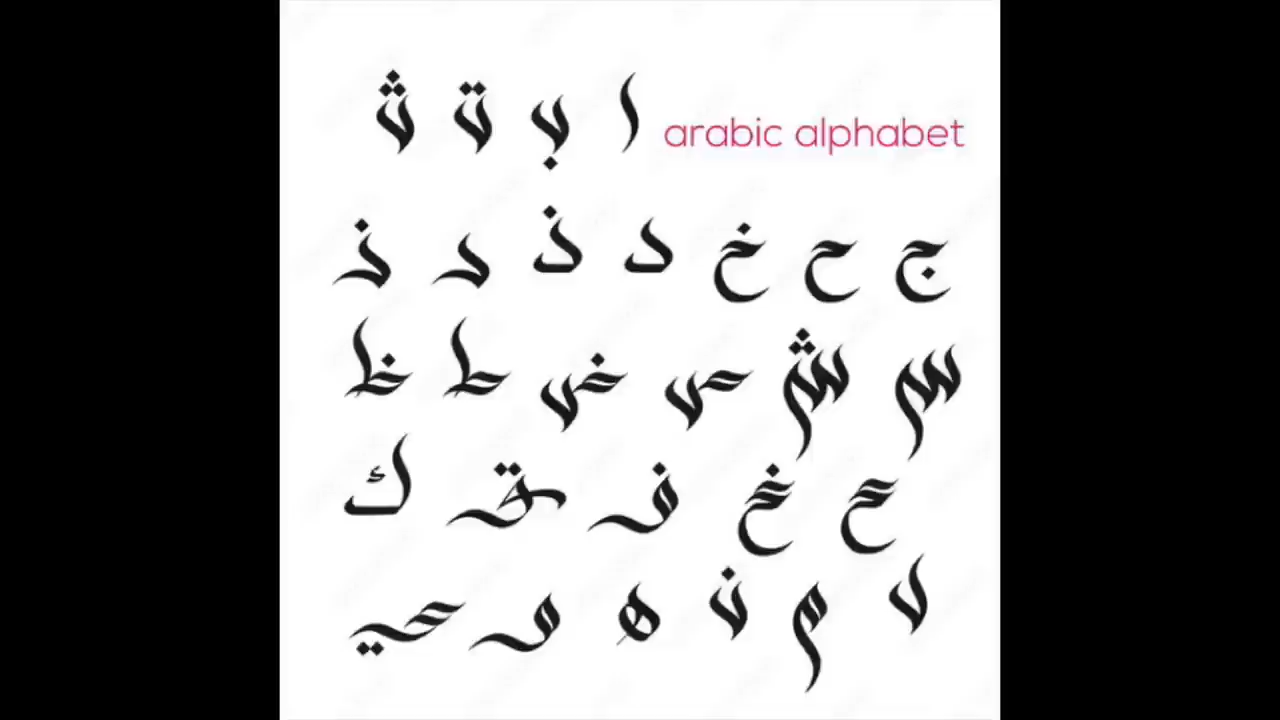 ا ب ت ث arabic alphabet
ج ح خ د ذ ر ز
س ش ص ض ط ظ
ع غ ف ق ك
ل م ن ه و ي